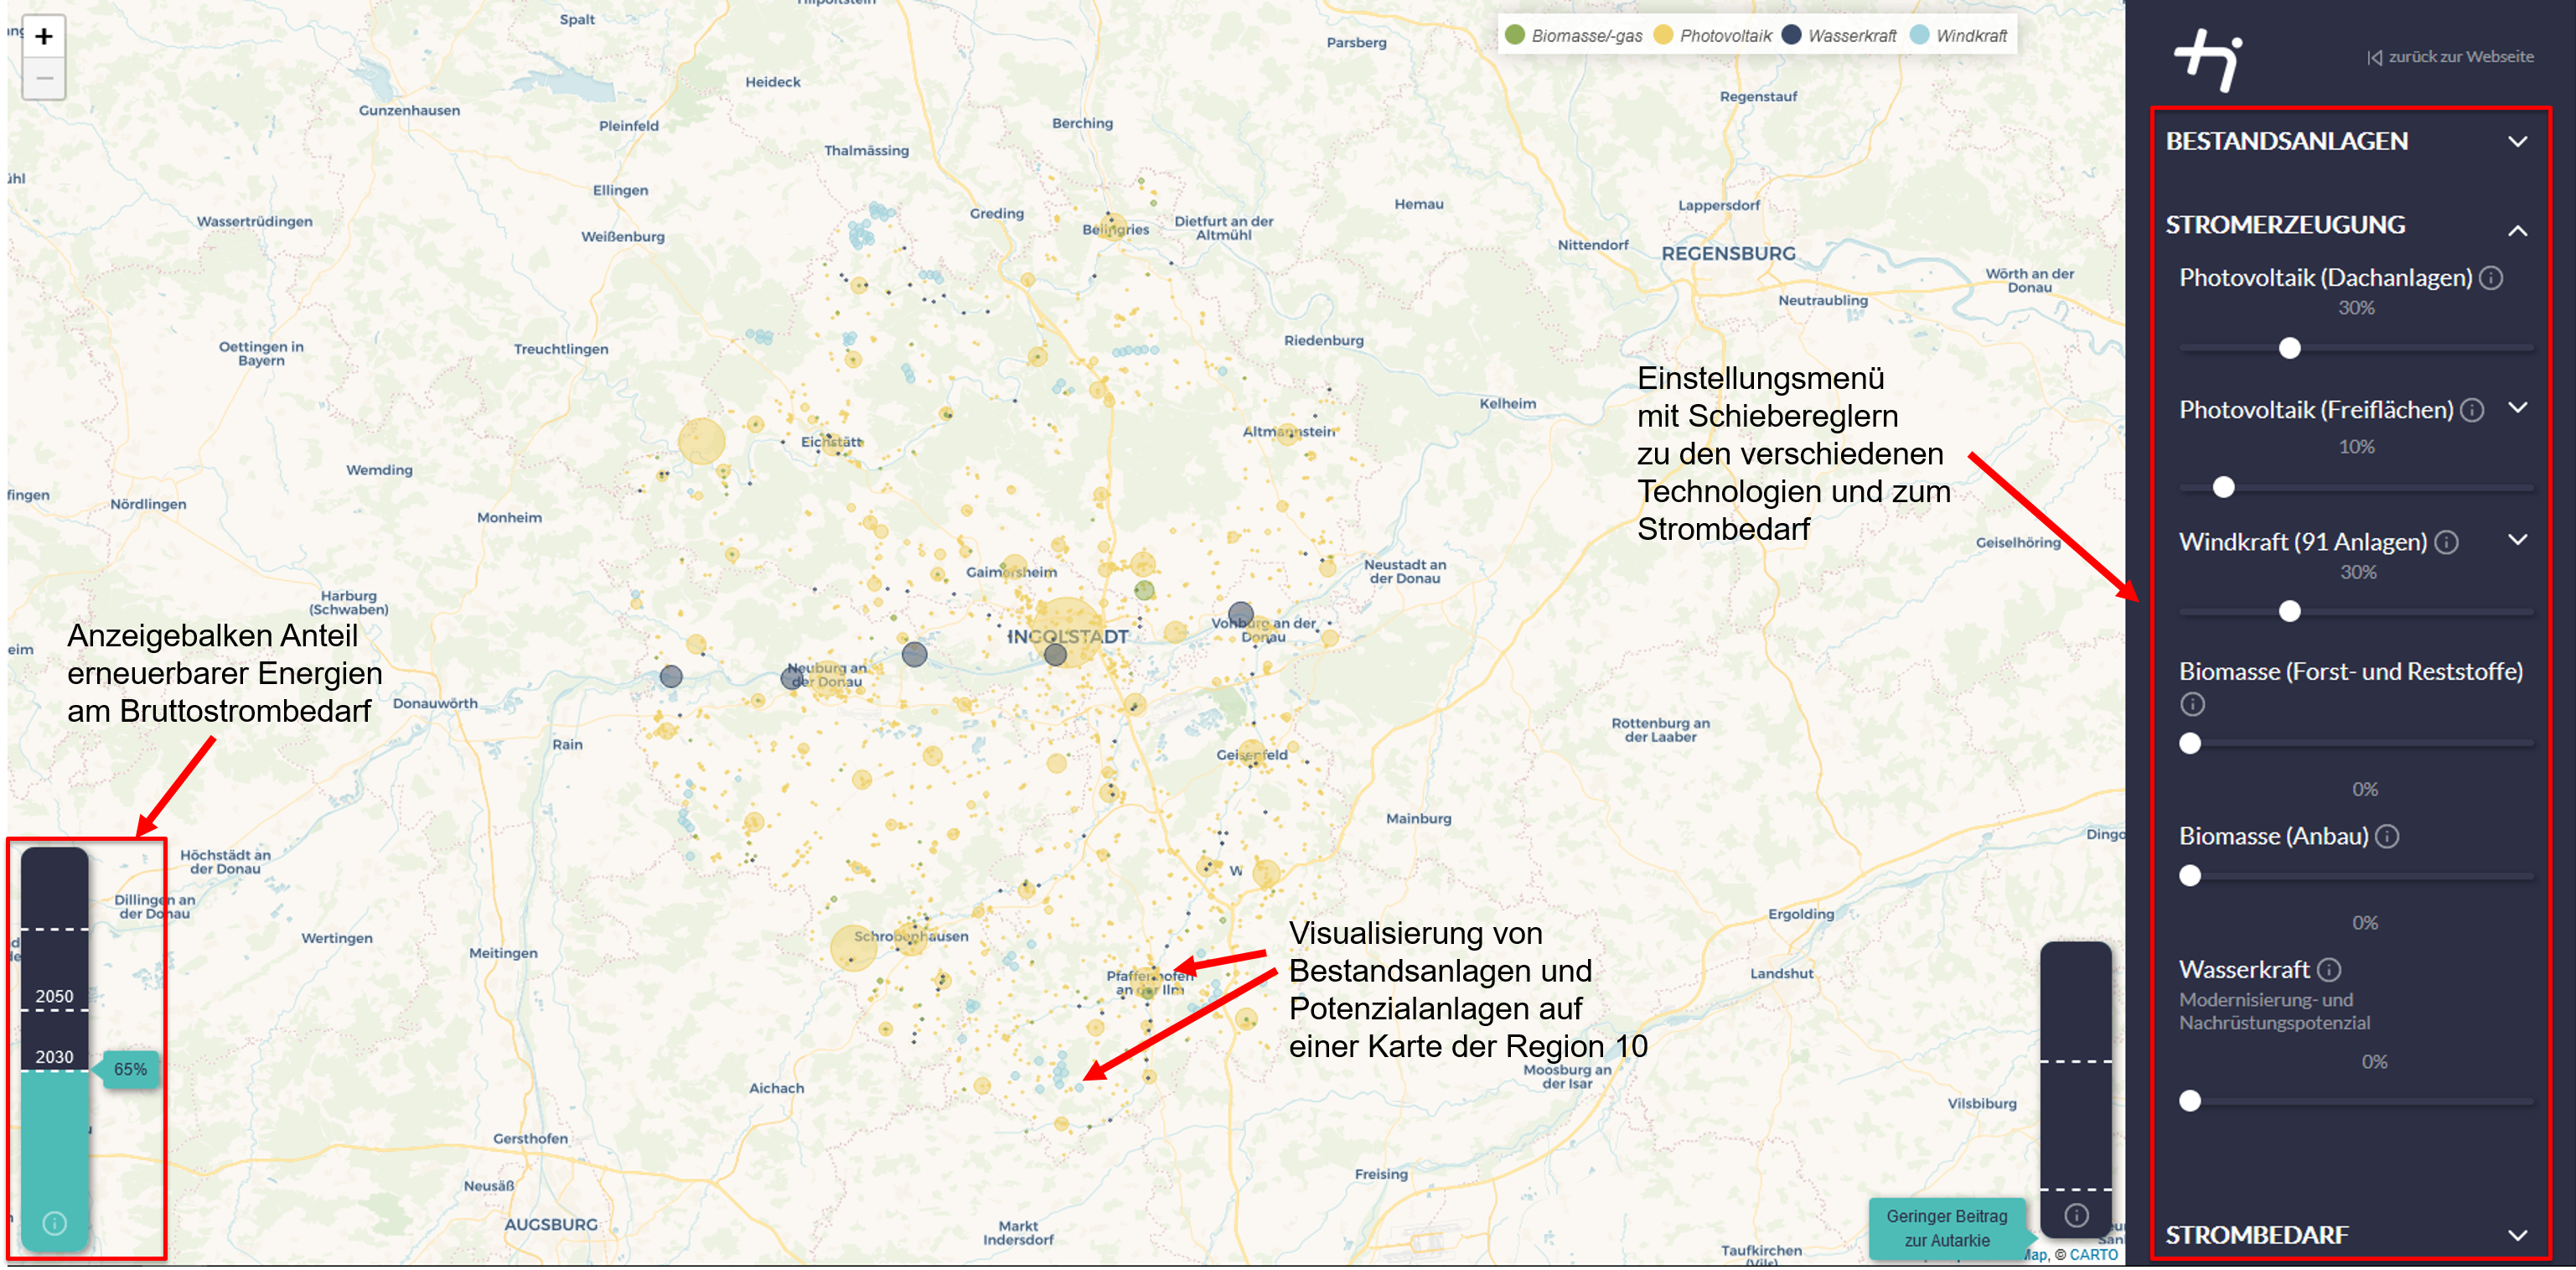 +
−
Biomasse/-gas
Photovoltaik
Wasserkraft
Windkraft
zurück zur Webseite
BESTANDSANLAGEN
STROMERZEUGUNG
Photovoltaik (Dachanlagen)
30%
Photovoltaik (Freiflächen)
10%
Windkraft (91 Anlagen)
30%
Biomasse (Forst- und Reststoffe)
0%
Biomasse (Anbau)
0%
Wasserkraft
Modernisierung- und
Nachrüstungspotenzial
0%
STROMBEDARF
Einstellungsmenü
mit Schiebereglern
zu den verschiedenen
Technologien und zum
Strombedarf
Anzeigebalken Anteil
erneuerbarer Energien
am Bruttostrombedarf
2050
2030
65%
Visualisierung von
Bestandsanlagen und
Potenzialanlagen auf
einer Karte der Region 10
Geringer Beitrag
zur Autarkie
© CARTO
Hilpoltstein
Spalt
Parsberg
Heideck
Gunzenhausen
Regenstauf
Pleinfeld
Berching
Thalmässing
Ellingen
Hemau
Lappersdorf
Greding
Wassertrüdingen
Beilngries
Dietfurt an der
Altmühl
Weißenburg
Nittendorf
REGENSBURG
Wörth an der
Donau
Neutraubling
Riedenburg
Oettingen in
Bayern
Treuchtlingen
Kelheim
Altmannstein
Eichstätt
Wemding
Nördlingen
Monheim
Geiselhöring
Gaimersheim
Neustadt an
der Donau
Harburg
(Schwaben)
INGOLSTADT
Vohburg an der
Donau
Neuburg an
der Donau
Donauwörth
Rottenburg an
der Laaber
Rain
Geisenfeld
Mainburg
Höchstädt an
der Donau
Dillingen an
der Donau
Ergolding
Wertingen
Schrobenhausen
Meitingen
Pfaffenhofen
an der Ilm
Landshut
Moosburg an
der Isar
Aichach
Vilsbiburg
Gersthofen
Freising
Neusäß
AUGSBURG
Markt
Indersdorf
Taufkirchen
(Vils)